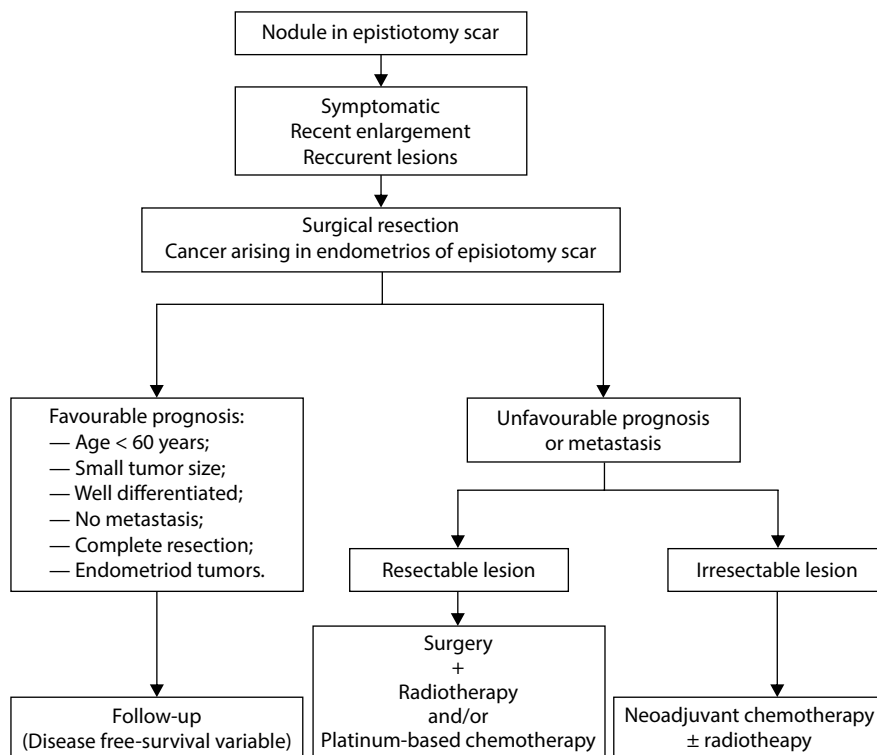 Nodule in epistiotomy scar
Symptomatic
Recent enlargement
Reccurent lesions
Surgical resection
Cancer arising in endometrios of episiotomy scar
Favourable prognosis:
— Age < 60 years;
— Small tumor size;
— Well differentiated;
— No metastasis;
— Complete resection;
— Endometriod tumors.
Unfavourable prognosis
or metastasis
Resectable lesion
Irresectable lesion
Follow-up
(Disease free-survival variable)
Surgery
+
Radiotherapy
and/or
Platinum-based chemotherapy
Neoadjuvant chemotherapy
± radiotheapy